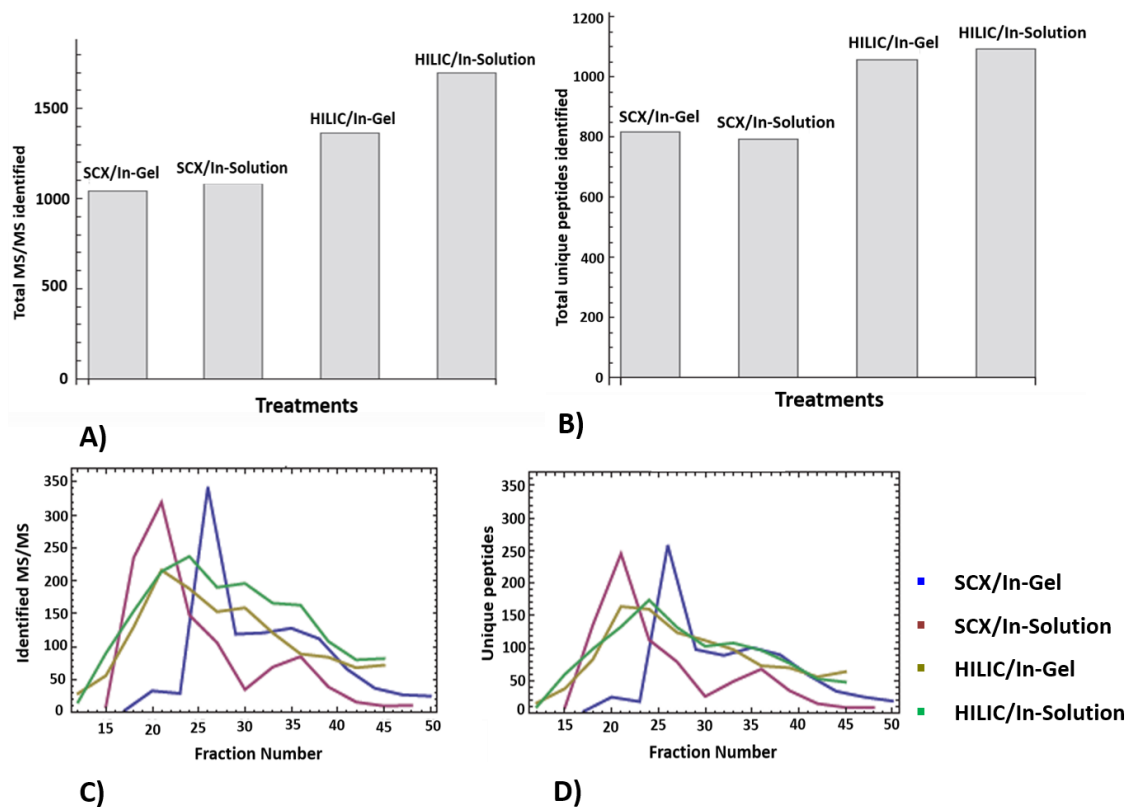 Total MS/MS identified
1500
1000
500
0
SCX/In-Gel
SCX/In-Solution
HILIC/In-Gel
HILIC/In-Solution
Treatments
A)
Total unique peptides identified
1200
1000
800
600
400
200
0
SCX/In-Gel
SCX/In-Solution
HILIC/In-Gel
HILIC/In-Solution
Treatments
B)
Identified MS/MS
350
300
250
200
150
100
50
0
15 20 25 30 35 40 45 50
Fraction Number
C)
Unique peptides
350
300
250
200
150
100
50
0
15 20 25 30 35 40 45 50
Fraction Number
D)
SCX/In-Gel
SCX/In-Solution
HILIC/In-Gel
HILIC/In-Solution